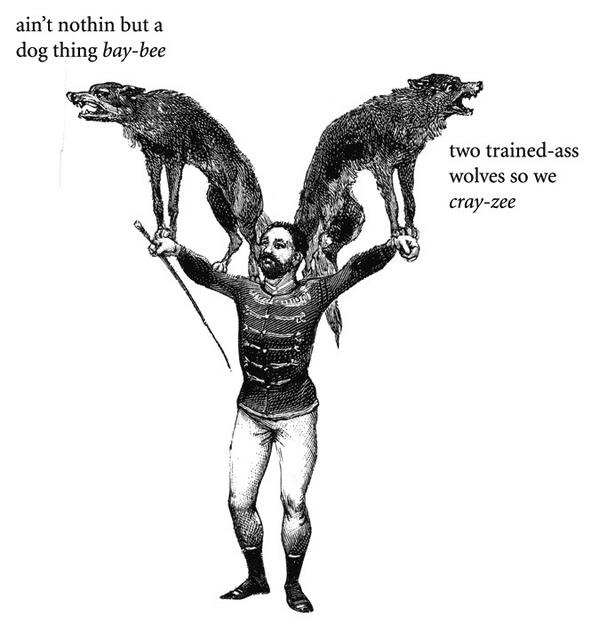 ain’t nothin but a
dog thing bay-bee
two trained-ass
wolves so we
cray-zee